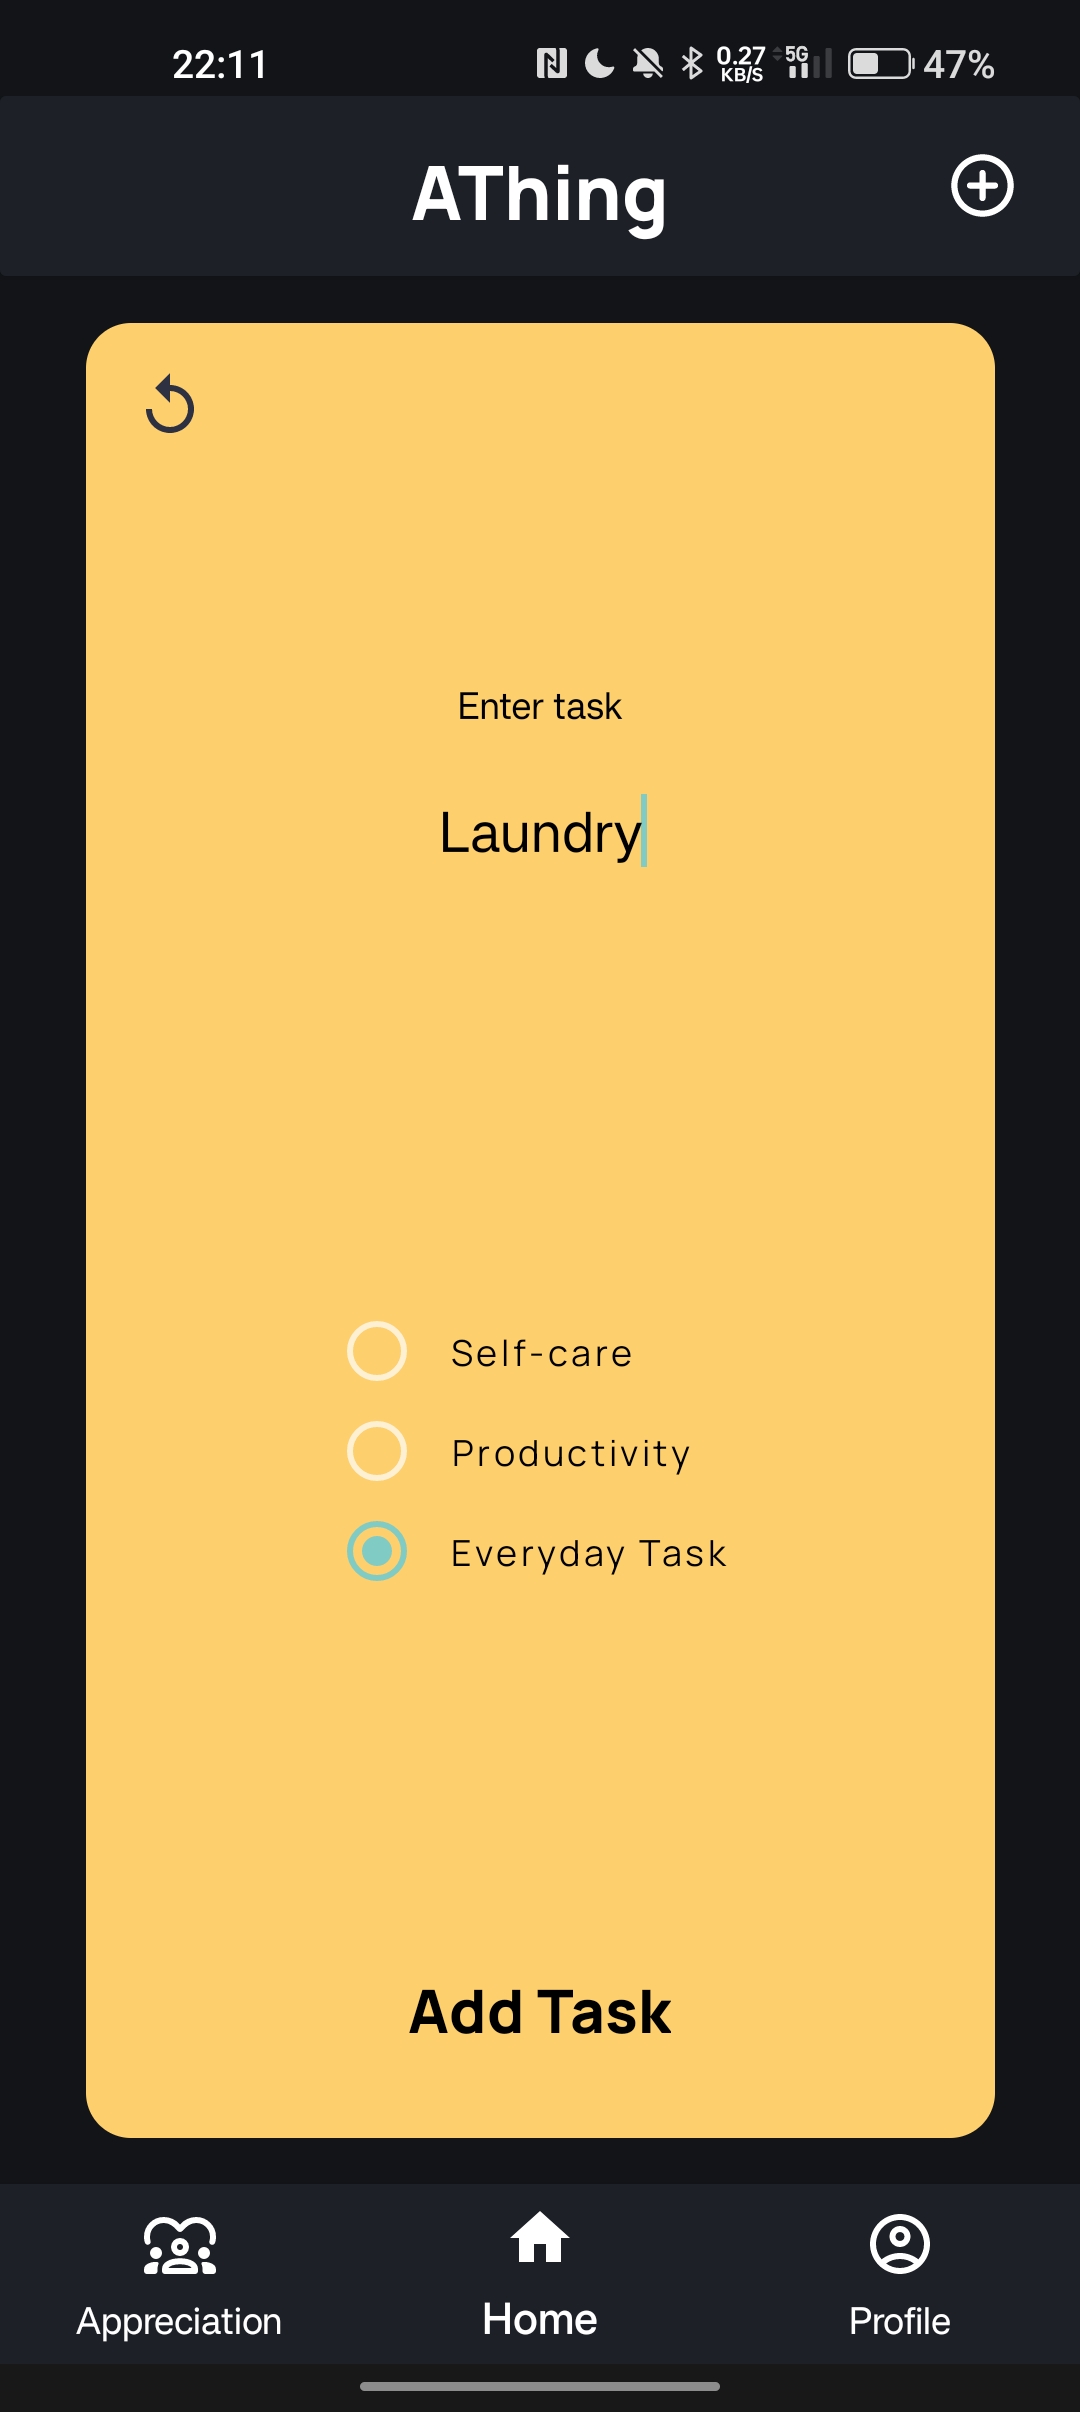 22:11
0.27 KB/S 5G 47%
AThing
Enter task
Laundry
Self-care
Productivity
Everyday Task
Add Task
Appreciation
Home
Profile